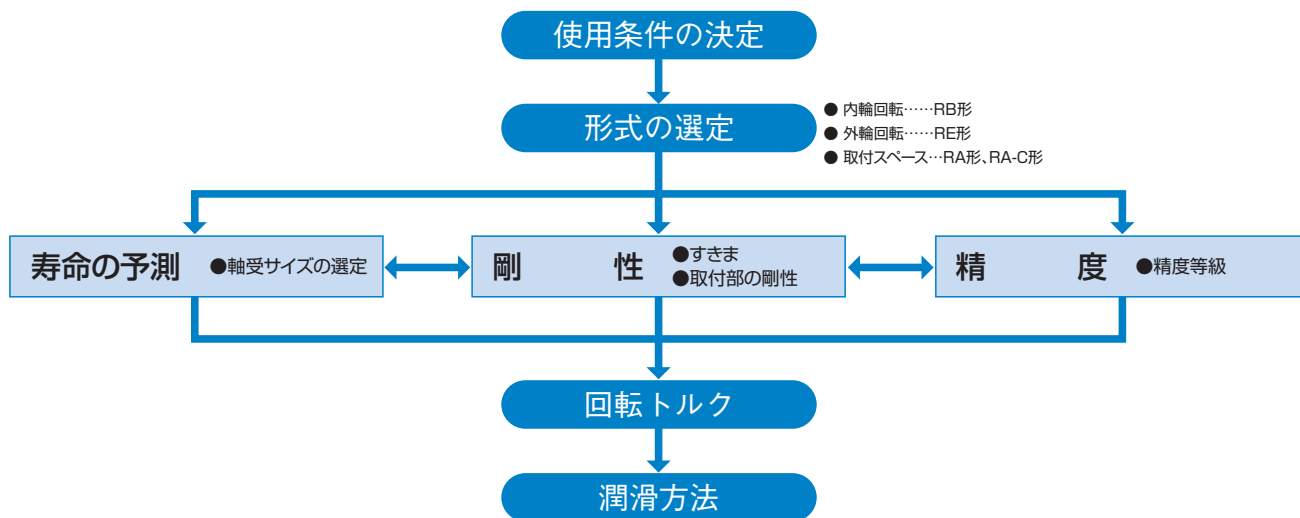 使用条件の決定
形式の選定
● 内輪回転……RB形
● 外輪回転……RE形
● 取付スペース…RA形、RA-C形
寿命の予測 ●軸受サイズの選定
剛 性 ●すきま
●取付部の剛性
精 度 ●精度等級
回転トルク
潤滑方法